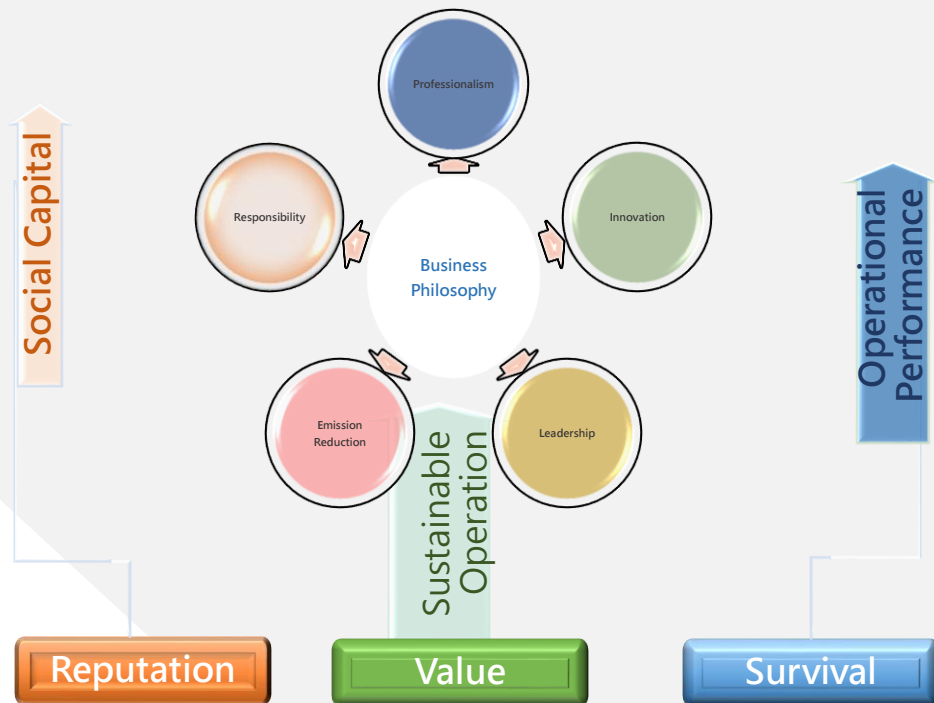 Professionalism
Responsibility
Innovation
Business
Philosophy
Emission
Reduction
Leadership
Social Capital
Sustainable
Operation
Operational
Performance
Reputation
Value
Survival